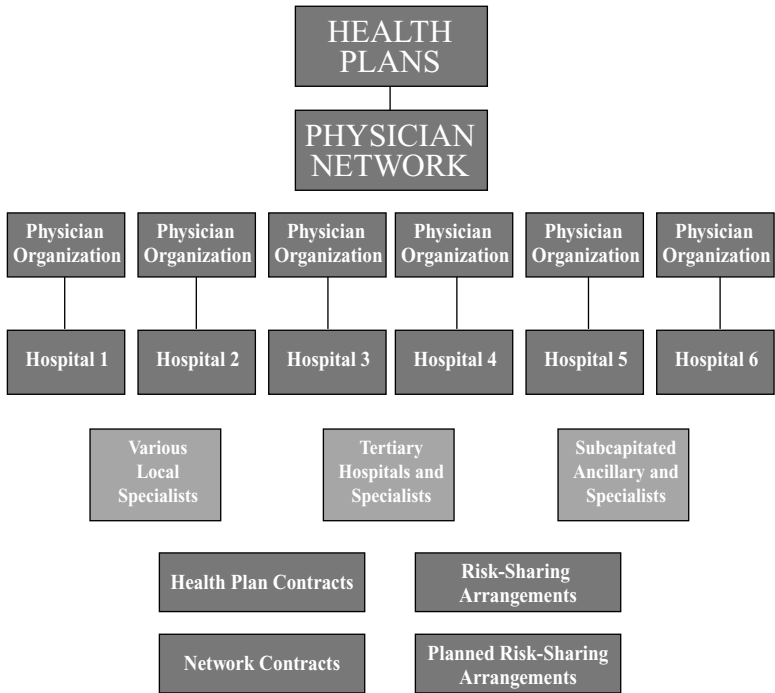 HEALTH
PLANS
PHYSICIAN
NETWORK
Physician
Organization
Physician
Organization
Physician
Organization
Physician
Organization
Physician
Organization
Physician
Organization
Hospital 1
Hospital 2
Hospital 3
Hospital 4
Hospital 5
Hospital 6
Various
Local
Specialists
Tertiary
Hospitals and
Specialists
Subcapitated
Ancillary and
Specialists
Health Plan Contracts
Risk-Sharing
Arrangements
Network Contracts
Planned Risk-Sharing
Arrangements